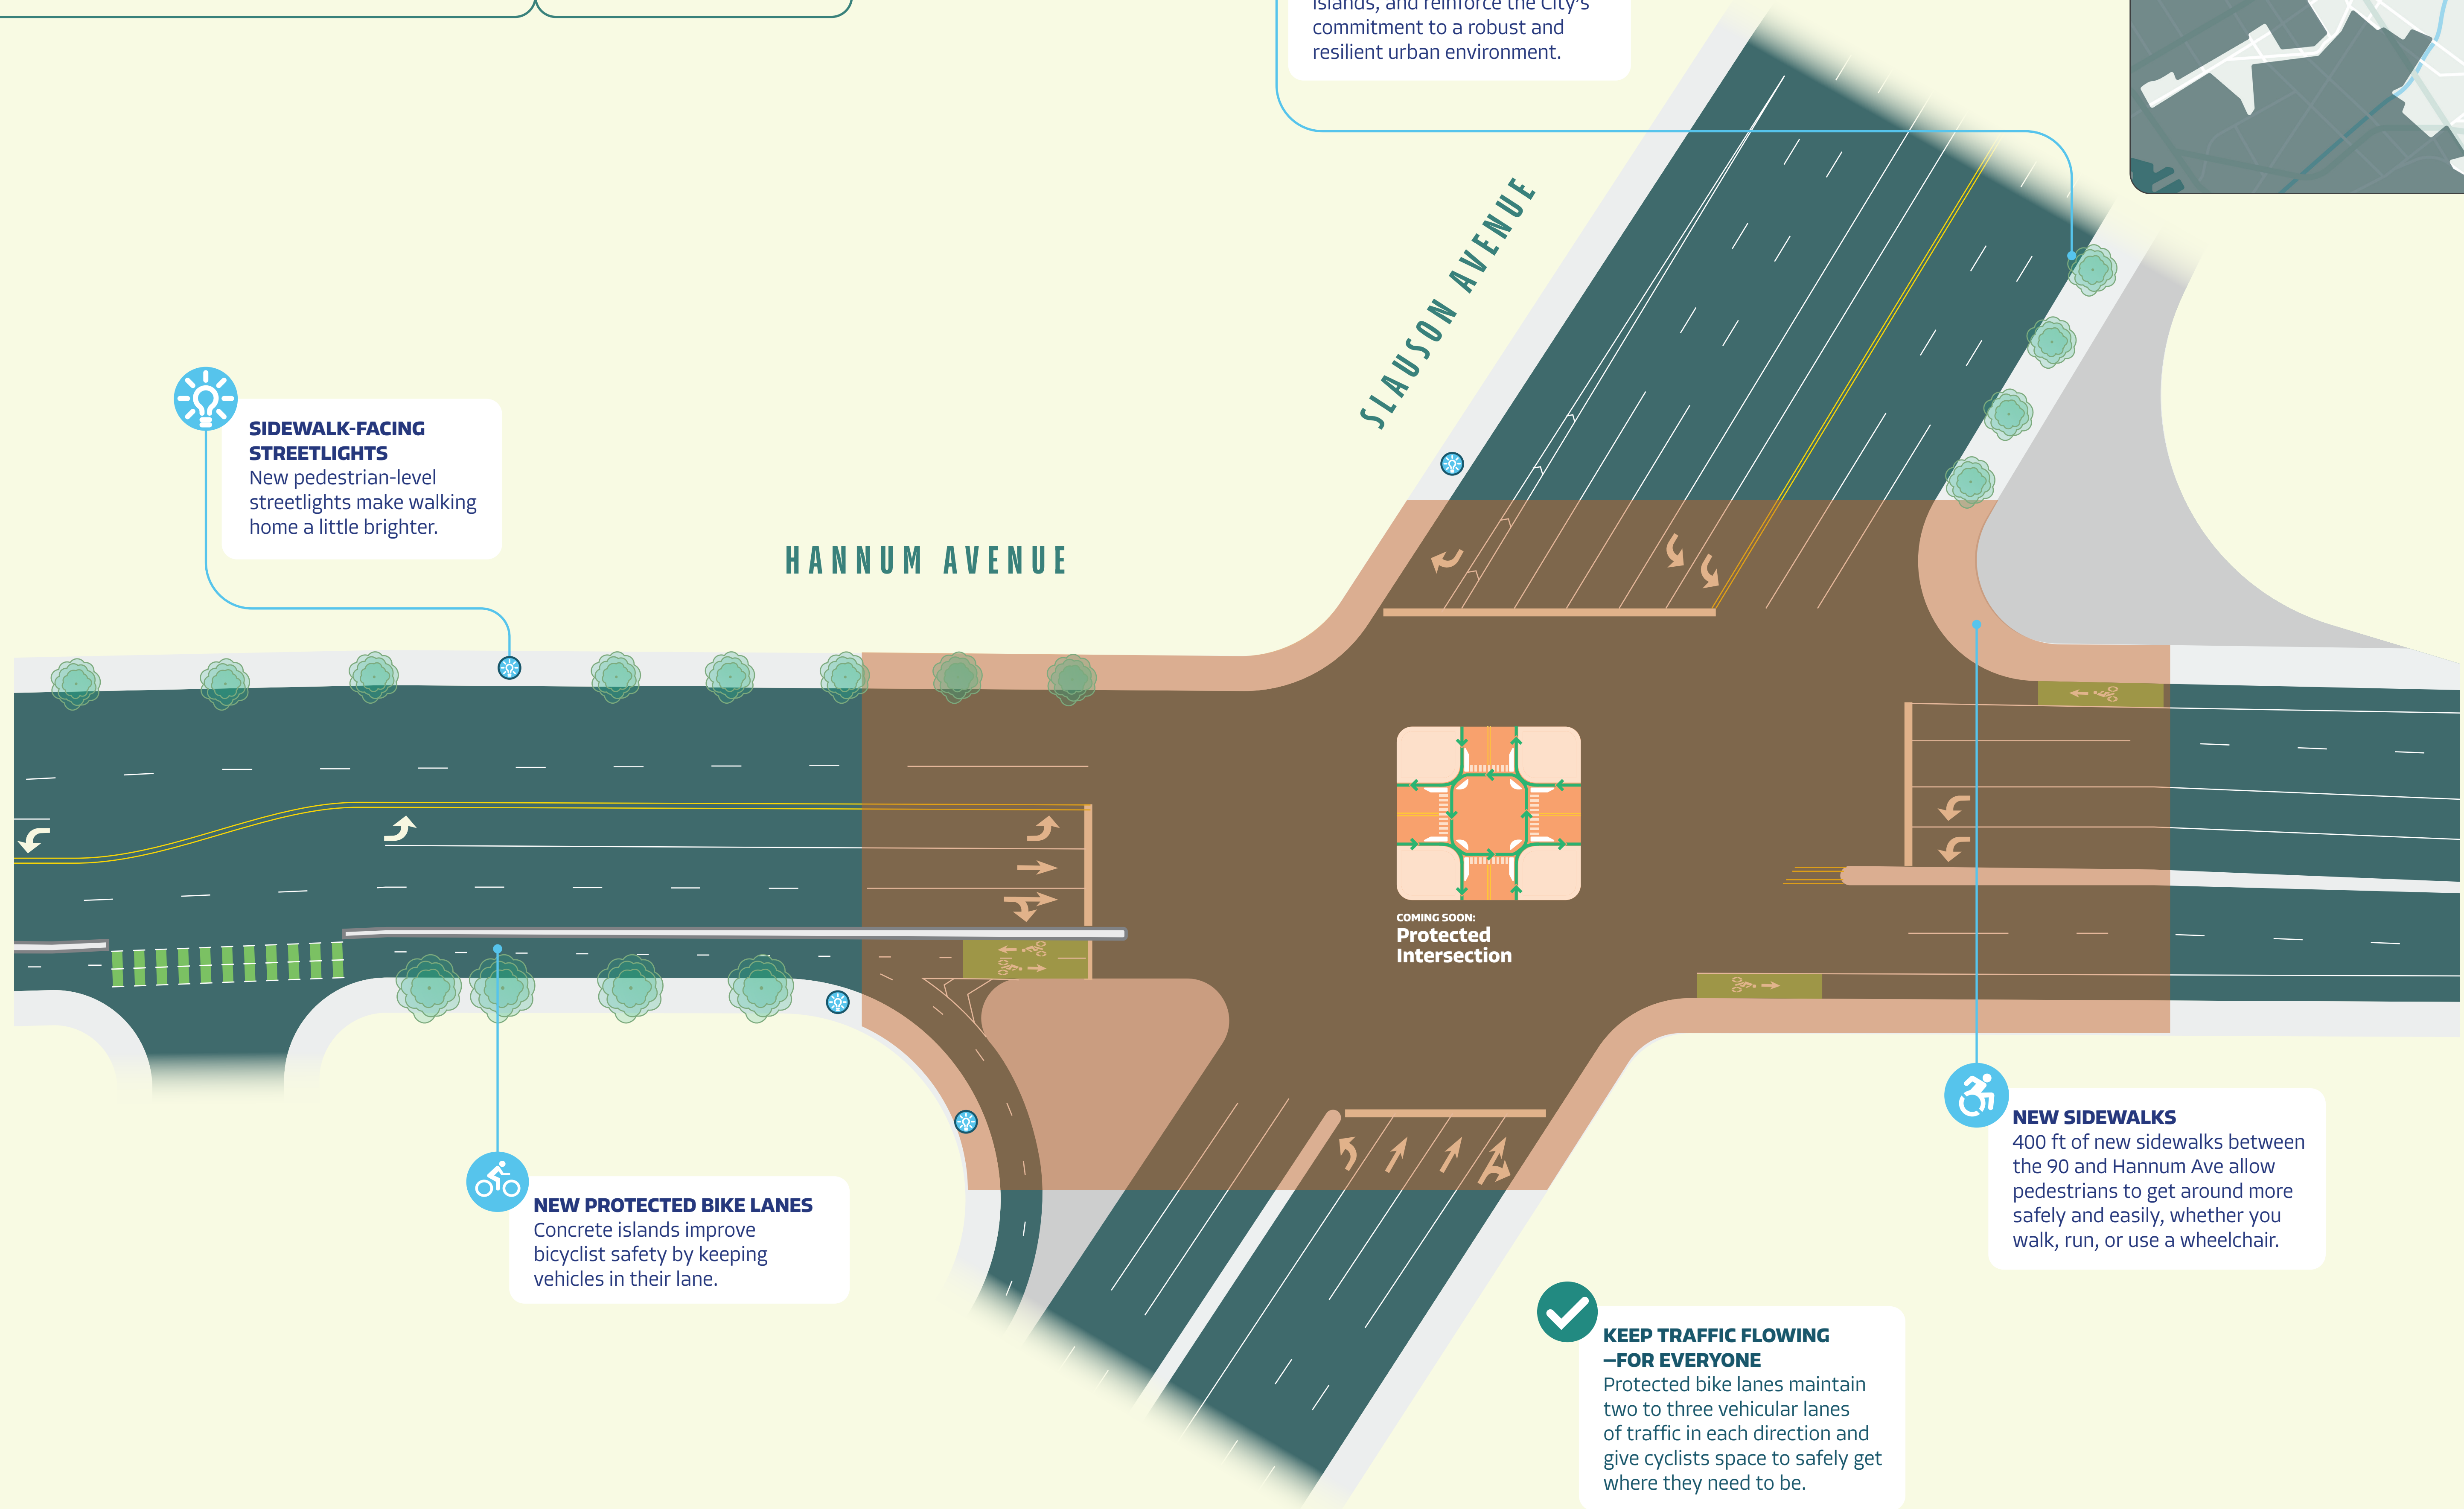 islands, and reinforce the City's
commitment to a robust and
resilient urban environment.
SLAUSON AVENUE
SIDEWALK-FACING
STREETLIGHTS
New pedestrian-level
streetlights make walking
home a little brighter.
HANNUM AVENUE
COMING SOON:
Protected
Intersection
NEW SIDEWALKS
400 ft of new sidewalks between
the 90 and Hannum Ave allow
pedestrians to get around more
safely and easily, whether you
walk, run, or use a wheelchair.
NEW PROTECTED BIKE LANES
Concrete islands improve
bicyclist safety by keeping
vehicles in their lane.
KEEP TRAFFIC FLOWING
–FOR EVERYONE
Protected bike lanes maintain
two to three vehicular lanes
of traffic in each direction and
give cyclists space to safely get
where they need to be.